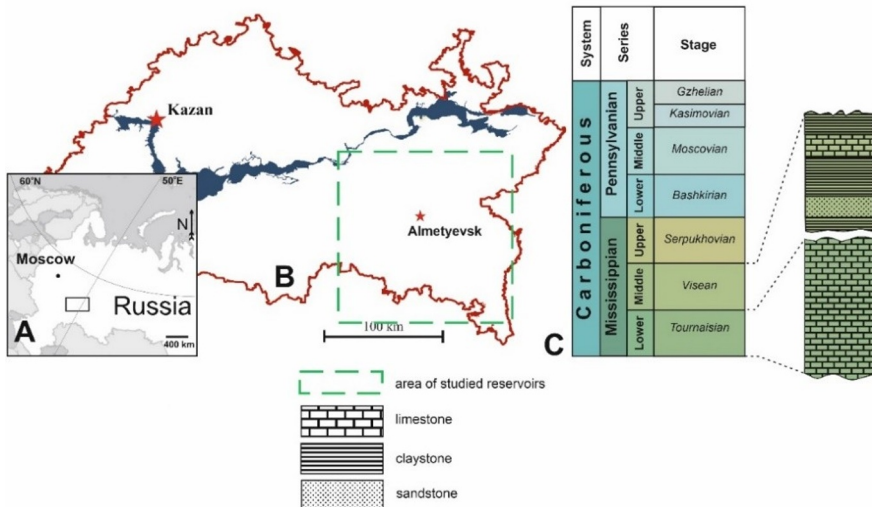 Kazan
Almetyevsk
B
100 km
60°N
50°E
N
Moscow
Russia
A
400 km
C
System
Series
Stage
Carboniferous
Pennsylvanian
Mississippian
Upper
Middle
Lower
Upper
Middle
Lower
Gzhelian
Kasimovian
Moscovian
Bashkirian
Serpukhovian
Visean
Tournaisian
area of studied reservoirs
limestone
claystone
sandstone